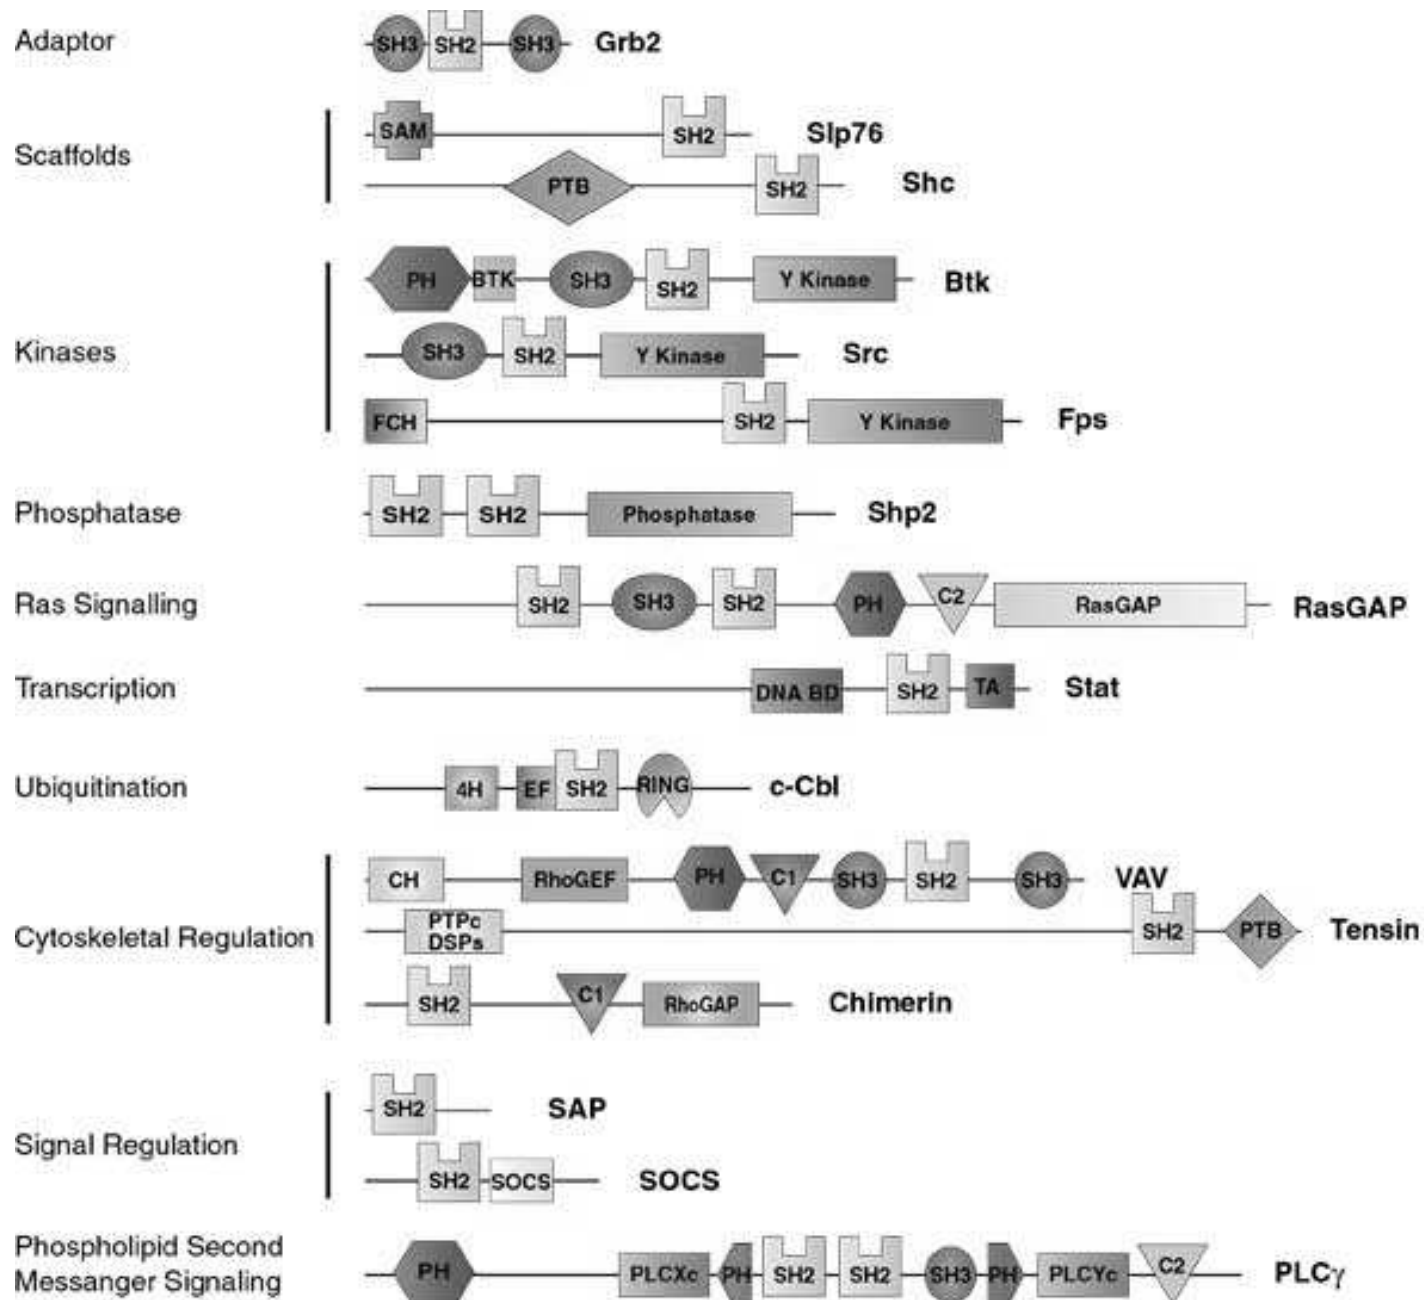 Adaptor SH3 SH2 SH3 Grb2
SAM SH2 Slp76
Scaffolds
PTB SH2 Shc
PH BTK SH3 SH2 Y Kinase Btk
Kinases SH3 SH2 Y Kinase Src
FCH SH2 Y Kinase Fps
Phosphatase SH2 SH2 Phosphatase Shp2
Ras Signalling SH2 SH3 SH2 PH C2 RasGAP RasGAP
Transcription DNA BD SH2 TA Stat
Ubiquitination 4H EF SH2 RING c-Cbl
CH RhoGEF PH C1 SH3 SH2 SH3 VAV
Cytoskeletal Regulation PTPc DSPs SH2 PTB Tensin
SH2 C1 RhoGAP Chimerin
SH2 SAP
Signal Regulation
SH2 SOCS SOCS
Phospholipid Second
Messanger Signaling PH PLCXc PH SH2 SH2 SH3 PH PLCYc C2 PLCγ